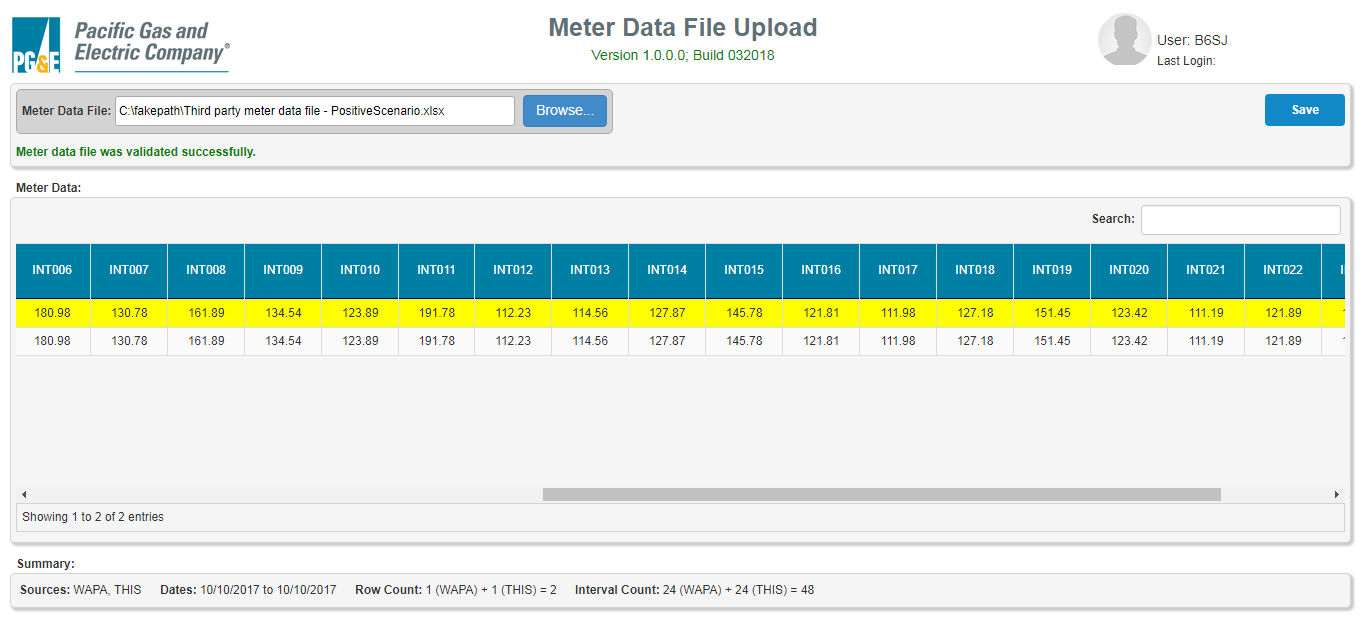 PG&E
Pacific Gas and
Electric Company®
Meter Data File Upload
Version 1.0.0.0; Build 032018
User: B6SJ
Last Login:
Meter Data File: C:\fakepath\Third party meter data file - PositiveScenario.xlsx Browse... Save
Meter data file was validated successfully.
Meter Data:
Search:
INT006 INT007 INT008 INT009 INT010 INT011 INT012 INT013 INT014 INT015 INT016 INT017 INT018 INT019 INT020 INT021 INT022
180.98 130.78 161.89 134.54 123.89 191.78 112.23 114.56 127.87 145.78 121.81 111.98 127.18 151.45 123.42 111.19 121.89
180.98 130.78 161.89 134.54 123.89 191.78 112.23 114.56 127.87 145.78 121.81 111.98 127.18 151.45 123.42 111.19 121.89
Showing 1 to 2 of 2 entries
Summary:
Sources: WAPA, THIS Dates: 10/10/2017 to 10/10/2017 Row Count: 1 (WAPA) + 1 (THIS) = 2 Interval Count: 24 (WAPA) + 24 (THIS) = 48